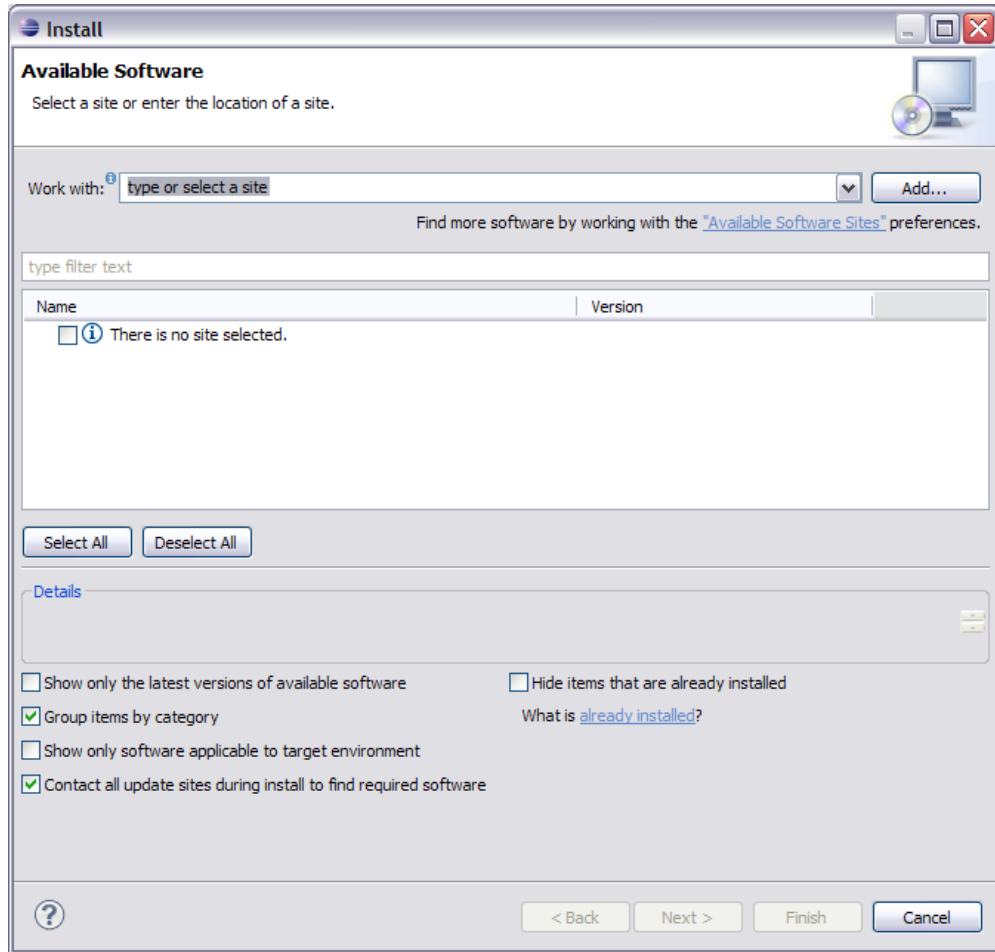 Install
Available Software
Select a site or enter the location of a site.
Work with: type or select a site Add...
Find more software by working with the "Available Software Sites" preferences.
type filter text
Name Version
There is no site selected.
Select All Deselect All
Details
Show only the latest versions of available software Hide items that are already installed
Group items by category What is already installed?
Show only software applicable to target environment
Contact all update sites during install to find required software
? < Back Next > Finish Cancel